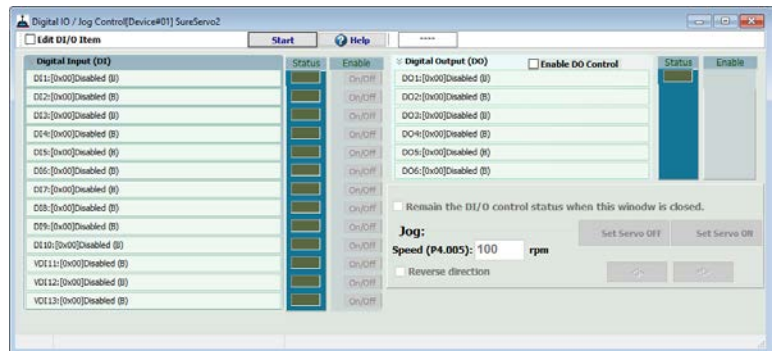 Digital IO / Jog Control[Device#01] SureServo2
Edit DI/O Item Start Help ----
Digital Input (DI) Status Enable
DI1:[0x00]Disabled (B) On/Off
DI2:[0x00]Disabled (B) On/Off
DI3:[0x00]Disabled (B) On/Off
DI4:[0x00]Disabled (B) On/Off
DI5:[0x00]Disabled (B) On/Off
DI6:[0x00]Disabled (B) On/Off
DI7:[0x00]Disabled (B) On/Off
DI8:[0x00]Disabled (B) On/Off
DI9:[0x00]Disabled (B) On/Off
DI10:[0x00]Disabled (B) On/Off
VDI11:[0x00]Disabled (B) On/Off
VDI12:[0x00]Disabled (B) On/Off
VDI13:[0x00]Disabled (B) On/Off
Digital Output (DO) Enable DO Control Status Enable
DO1:[0x00]Disabled (B)
DO2:[0x00]Disabled (B)
DO3:[0x00]Disabled (B)
DO4:[0x00]Disabled (B)
DO5:[0x00]Disabled (B)
DO6:[0x00]Disabled (B)
Remain the DI/O control status when this winodw is closed.
Jog: Set Servo OFF Set Servo ON
Speed (P4.005): 100 rpm
Reverse direction